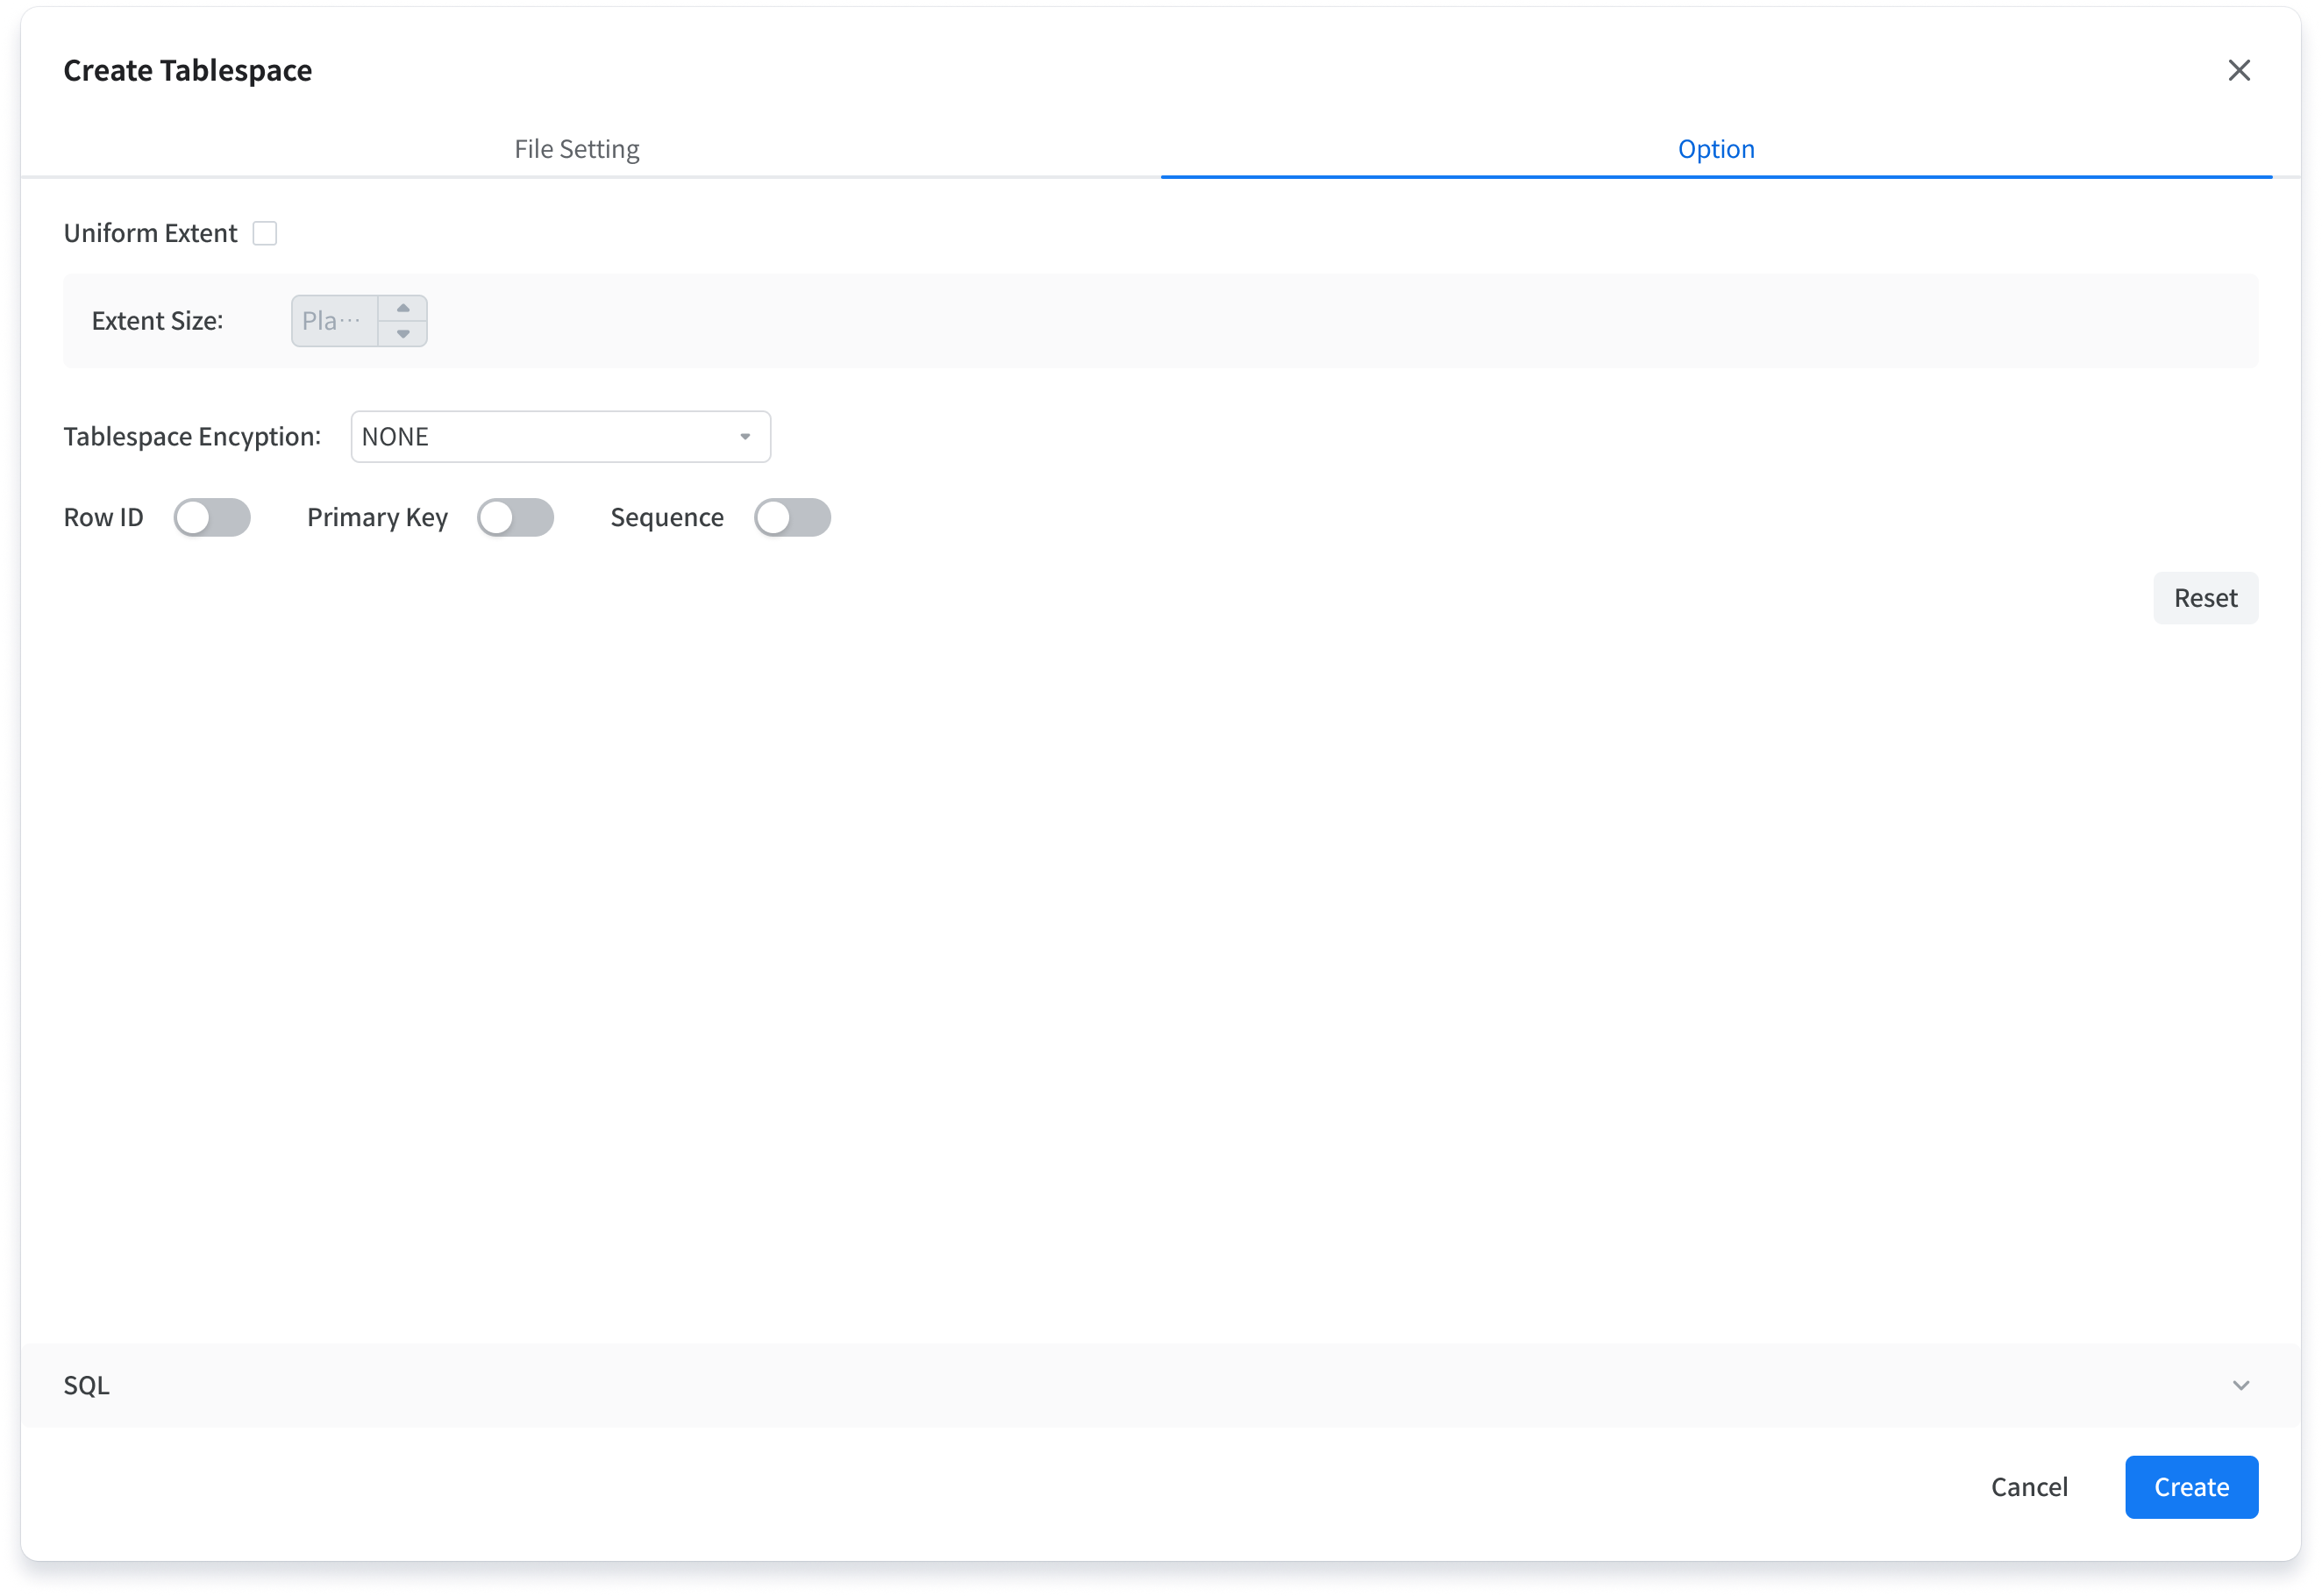 Create Tablespace
File Setting Option
Uniform Extent
Extent Size: Pla···
Tablespace Encyption: NONE
Row ID Primary Key Sequence
Reset
SQL
Cancel Create